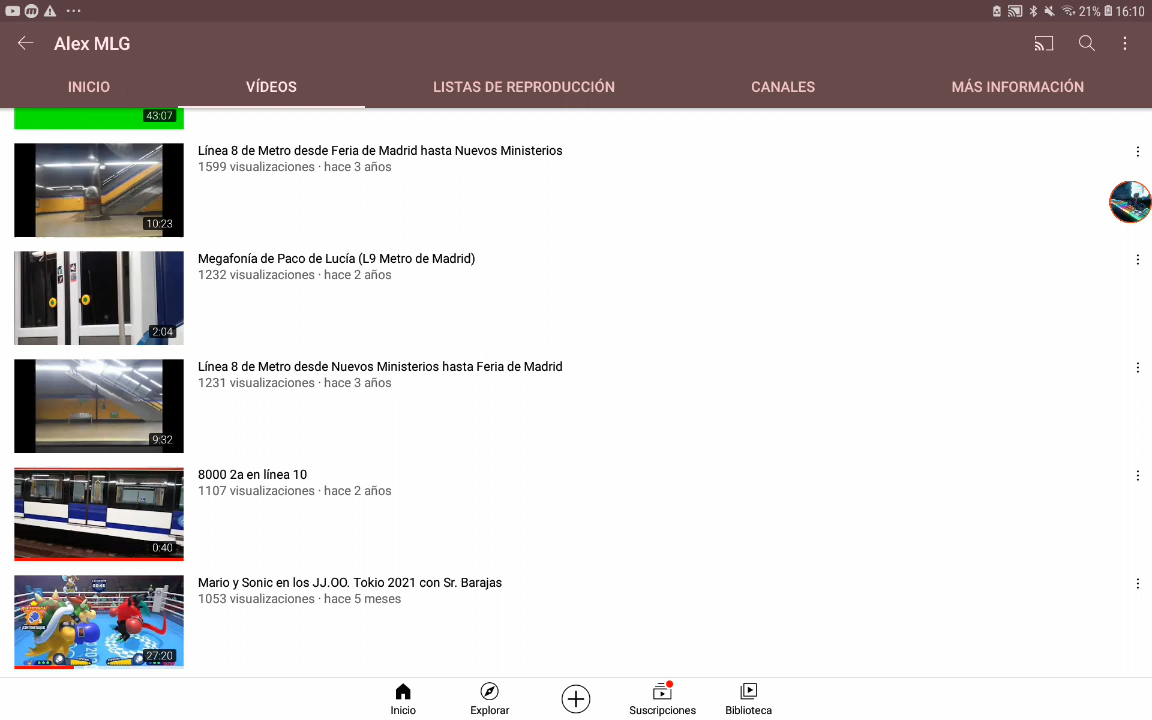 21% 16:10
Alex MLG
INICIO
VÍDEOS
LISTAS DE REPRODUCCIÓN
CANALES
MÁS INFORMACIÓN
43:07
Línea 8 de Metro desde Feria de Madrid hasta Nuevos Ministerios
1599 visualizaciones · hace 3 años
10:23
Megafonía de Paco de Lucía (L9 Metro de Madrid)
1232 visualizaciones · hace 2 años
2:04
Línea 8 de Metro desde Nuevos Ministerios hasta Feria de Madrid
1231 visualizaciones · hace 3 años
9:32
8000 2a en línea 10
1107 visualizaciones · hace 2 años
0:40
Mario y Sonic en los JJ.OO. Tokio 2021 con Sr. Barajas
1053 visualizaciones · hace 5 meses
27:20
Inicio
Explorar
Suscripciones
Biblioteca